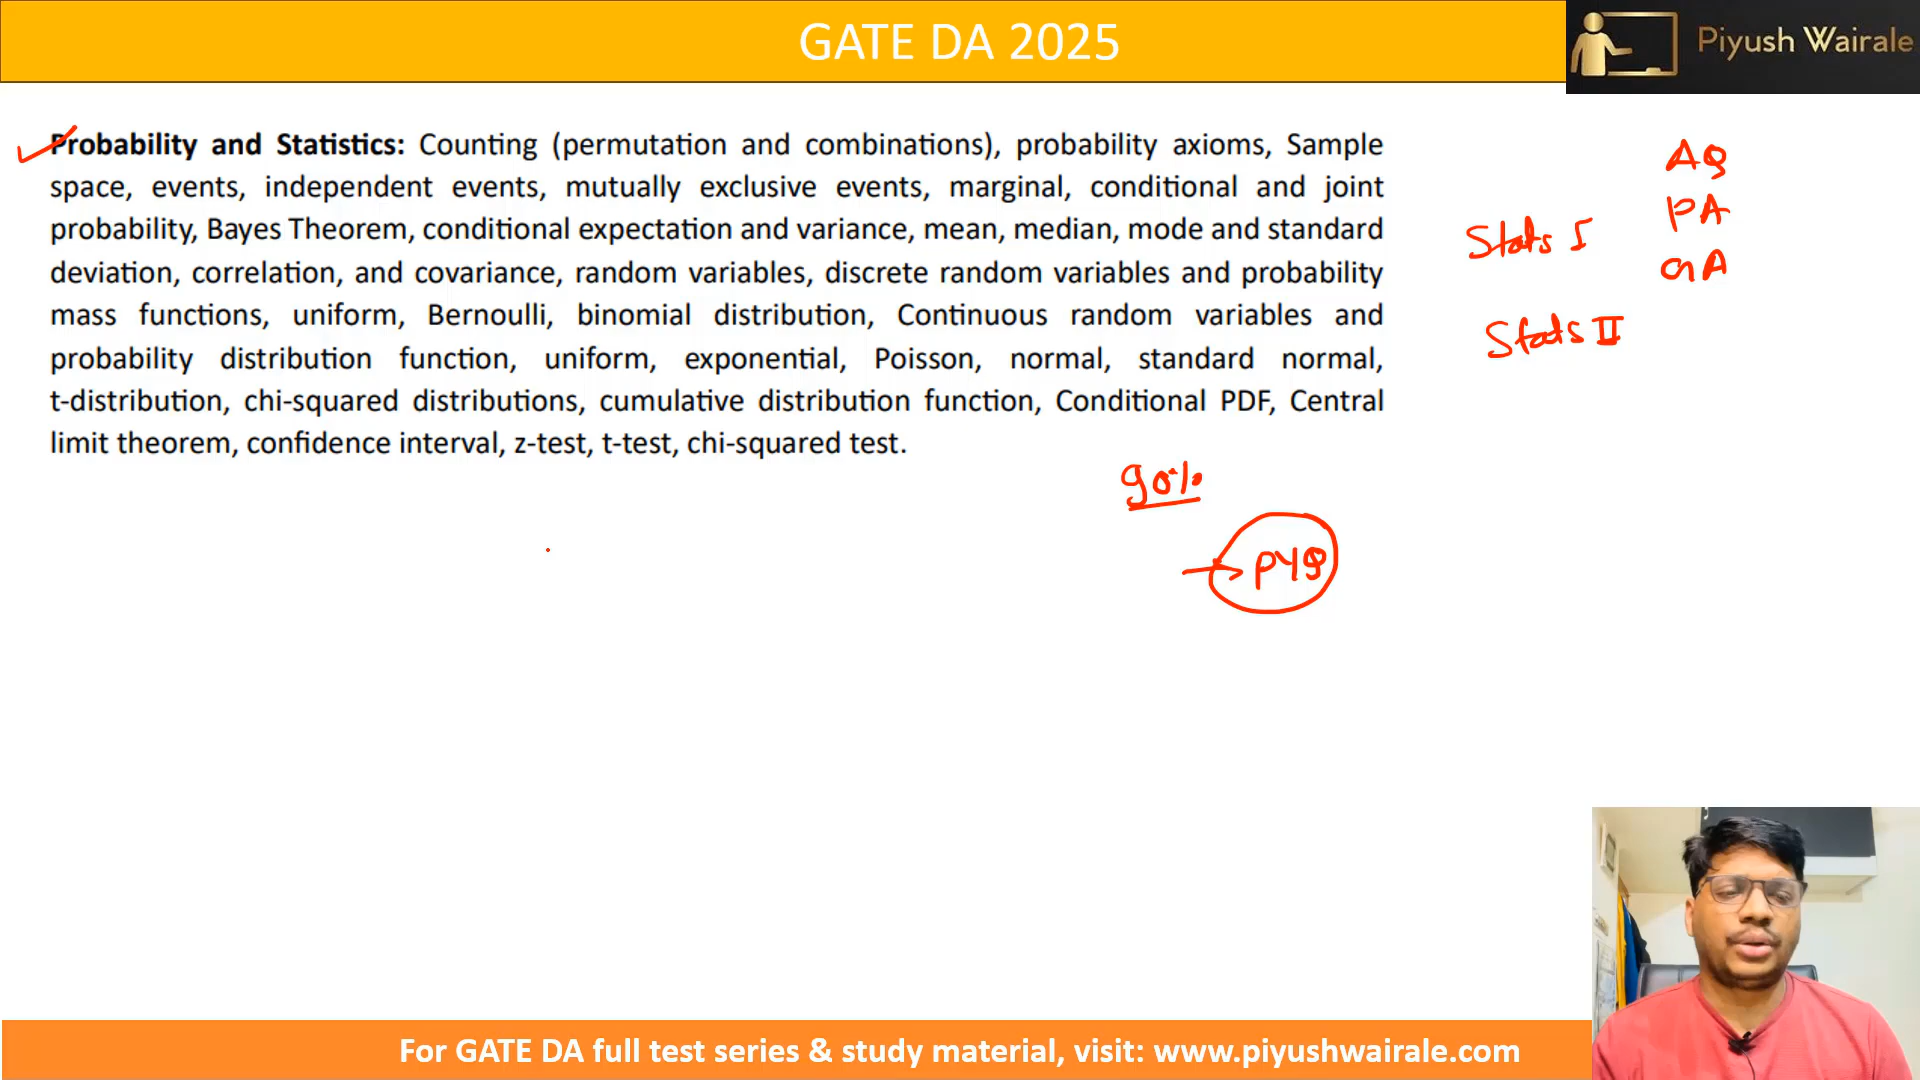 GATE DA 2025
Piyush Wairale
Probability and Statistics: Counting (permutation and combinations), probability axioms, Sample
space, events, independent events, mutually exclusive events, marginal, conditional and joint
probability, Bayes Theorem, conditional expectation and variance, mean, median, mode and standard
deviation, correlation, and covariance, random variables, discrete random variables and probability
mass functions, uniform, Bernoulli, binomial distribution, Continuous random variables and
probability distribution function, uniform, exponential, Poisson, normal, standard normal,
t-distribution, chi-squared distributions, cumulative distribution function, Conditional PDF, Central
limit theorem, confidence interval, z-test, t-test, chi-squared test.
AQ
PA
GA
Stats I
Stats II
90%
PYQ
For GATE DA full test series & study material, visit: www.piyushwairale.com